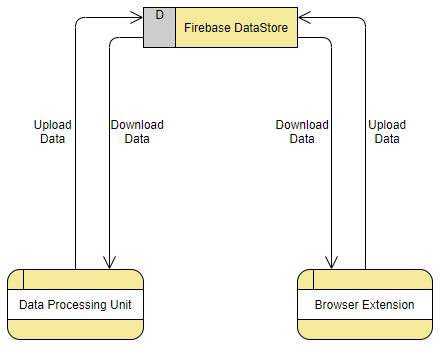 D
Firebase DataStore
Upload
Data
Download
Data
Download
Data
Upload
Data
Data Processing Unit
Browser Extension